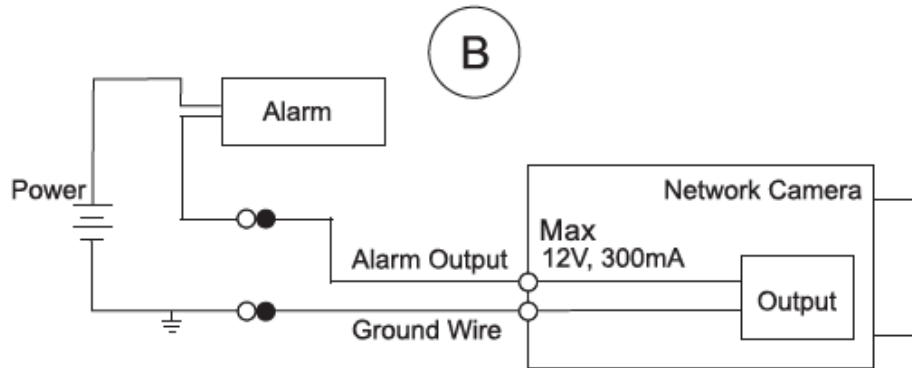 B
Alarm
Power
Network Camera
Max
12V, 300mA
Alarm Output
Output
Ground Wire